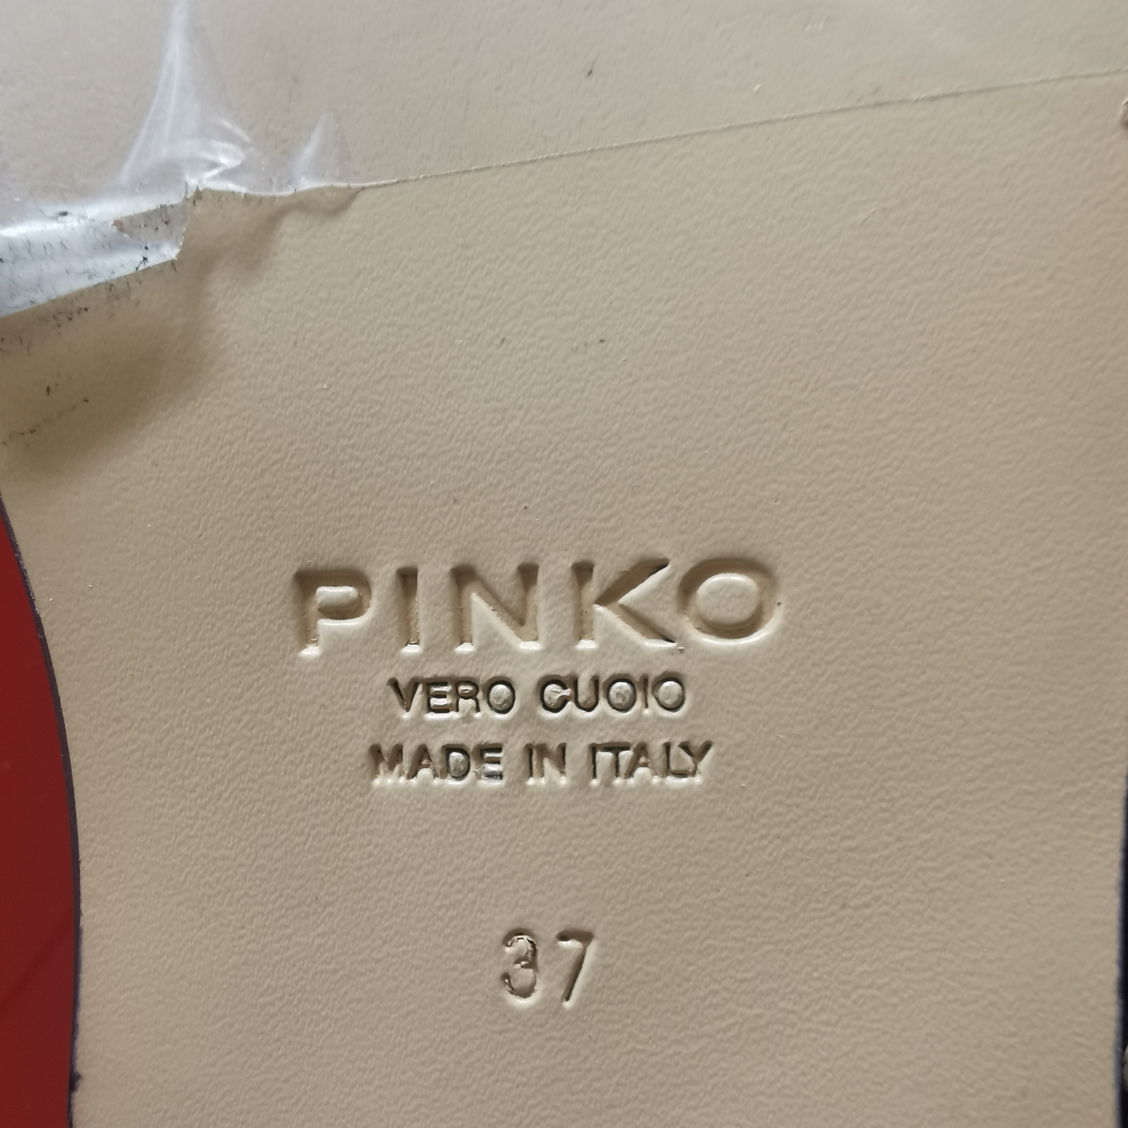 PINKO
VERO CUOIO
MADE IN ITALY
37